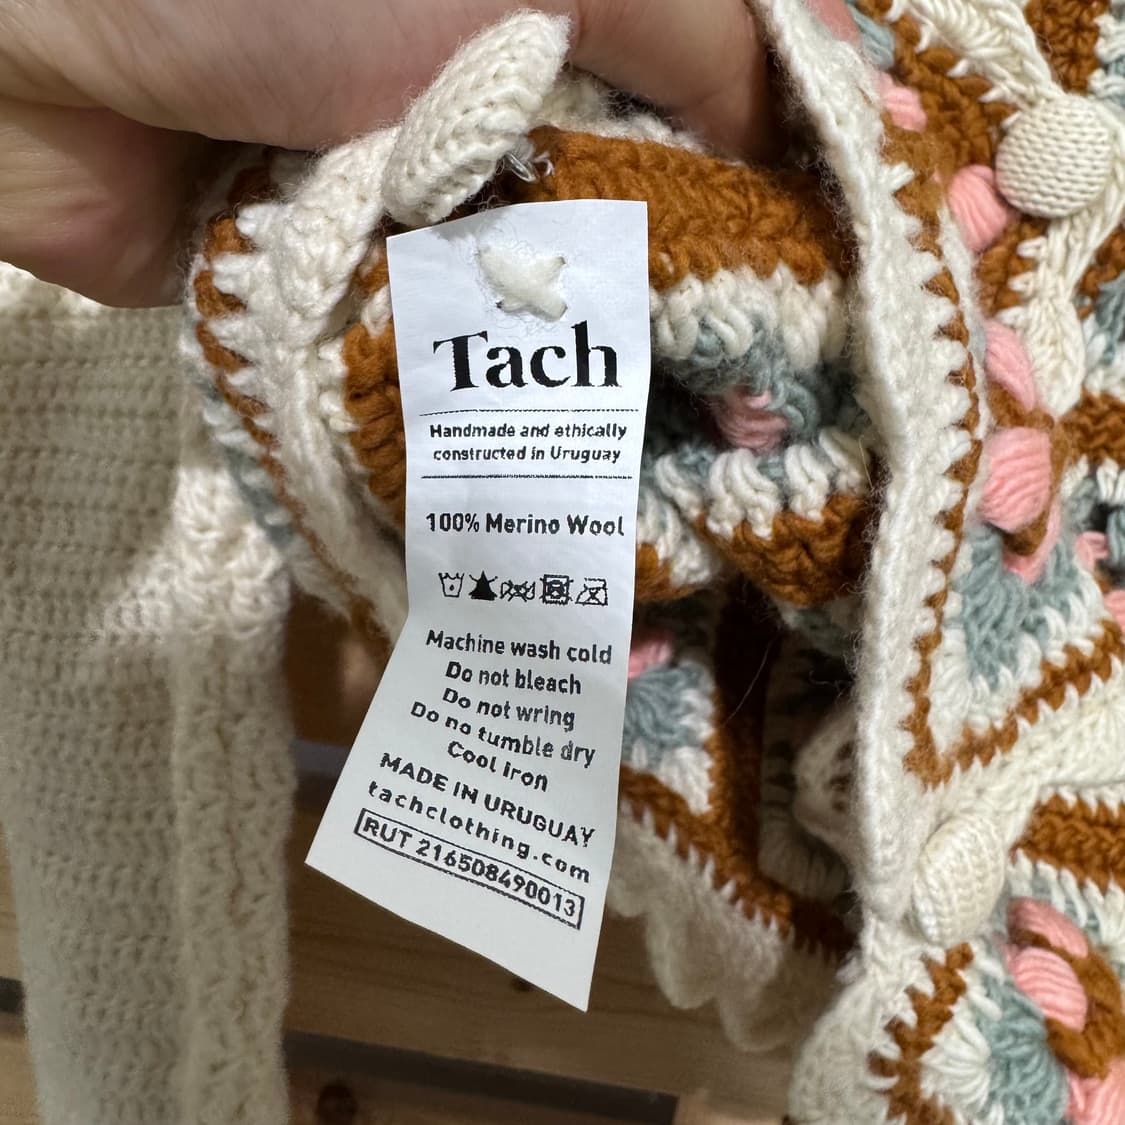 Tach
Handmade and ethically
constructed in Uruguay
100% Merino Wool
Machine wash cold
Do not bleach
Do not wring
Do no tumble dry
Cool iron
MADE IN URUGUAY
tachclothing.com
RUT 216508490013